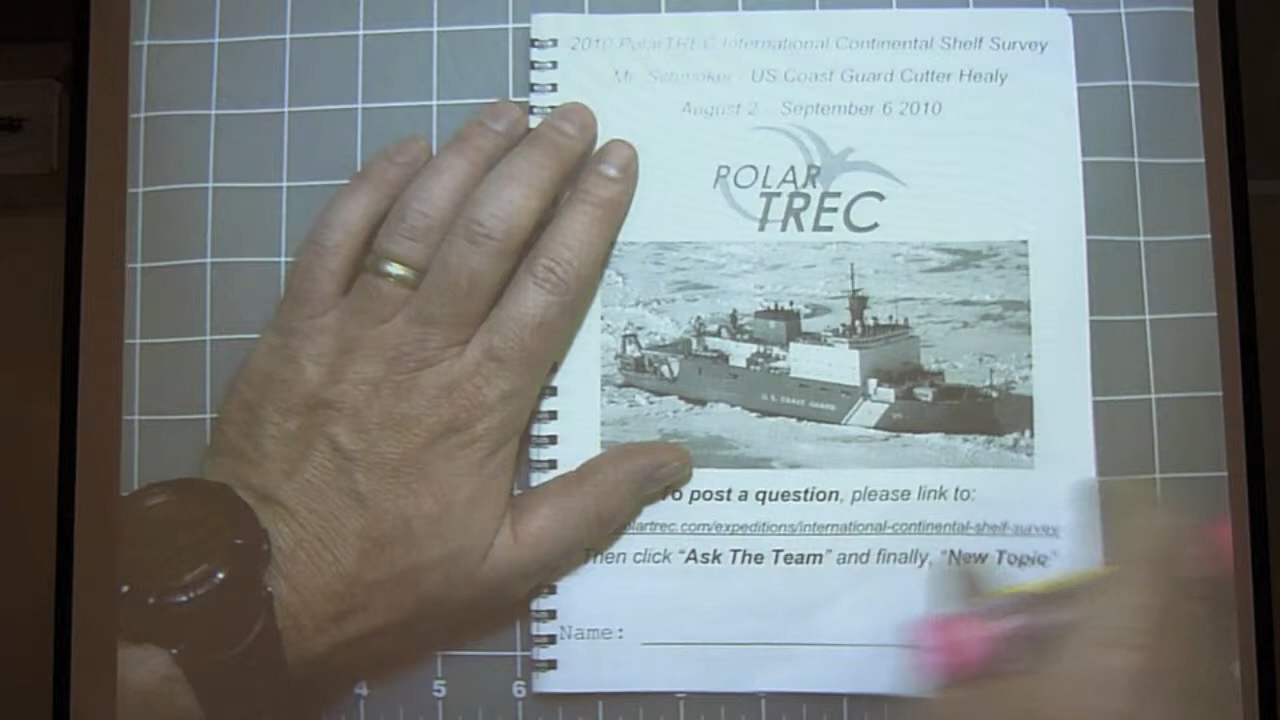 2010 PolarTREC International Continental Shelf Survey
Mr. Schmoker - US Coast Guard Cutter Healy
August 2 - September 6 2010
POLAR
TREC
U.S. COAST GUARD
To post a question, please link to:
polartrec.com/expeditions/international-continental-shelf-survey
Then click "Ask The Team" and finally, "New Topic"
Name:
4 5 6